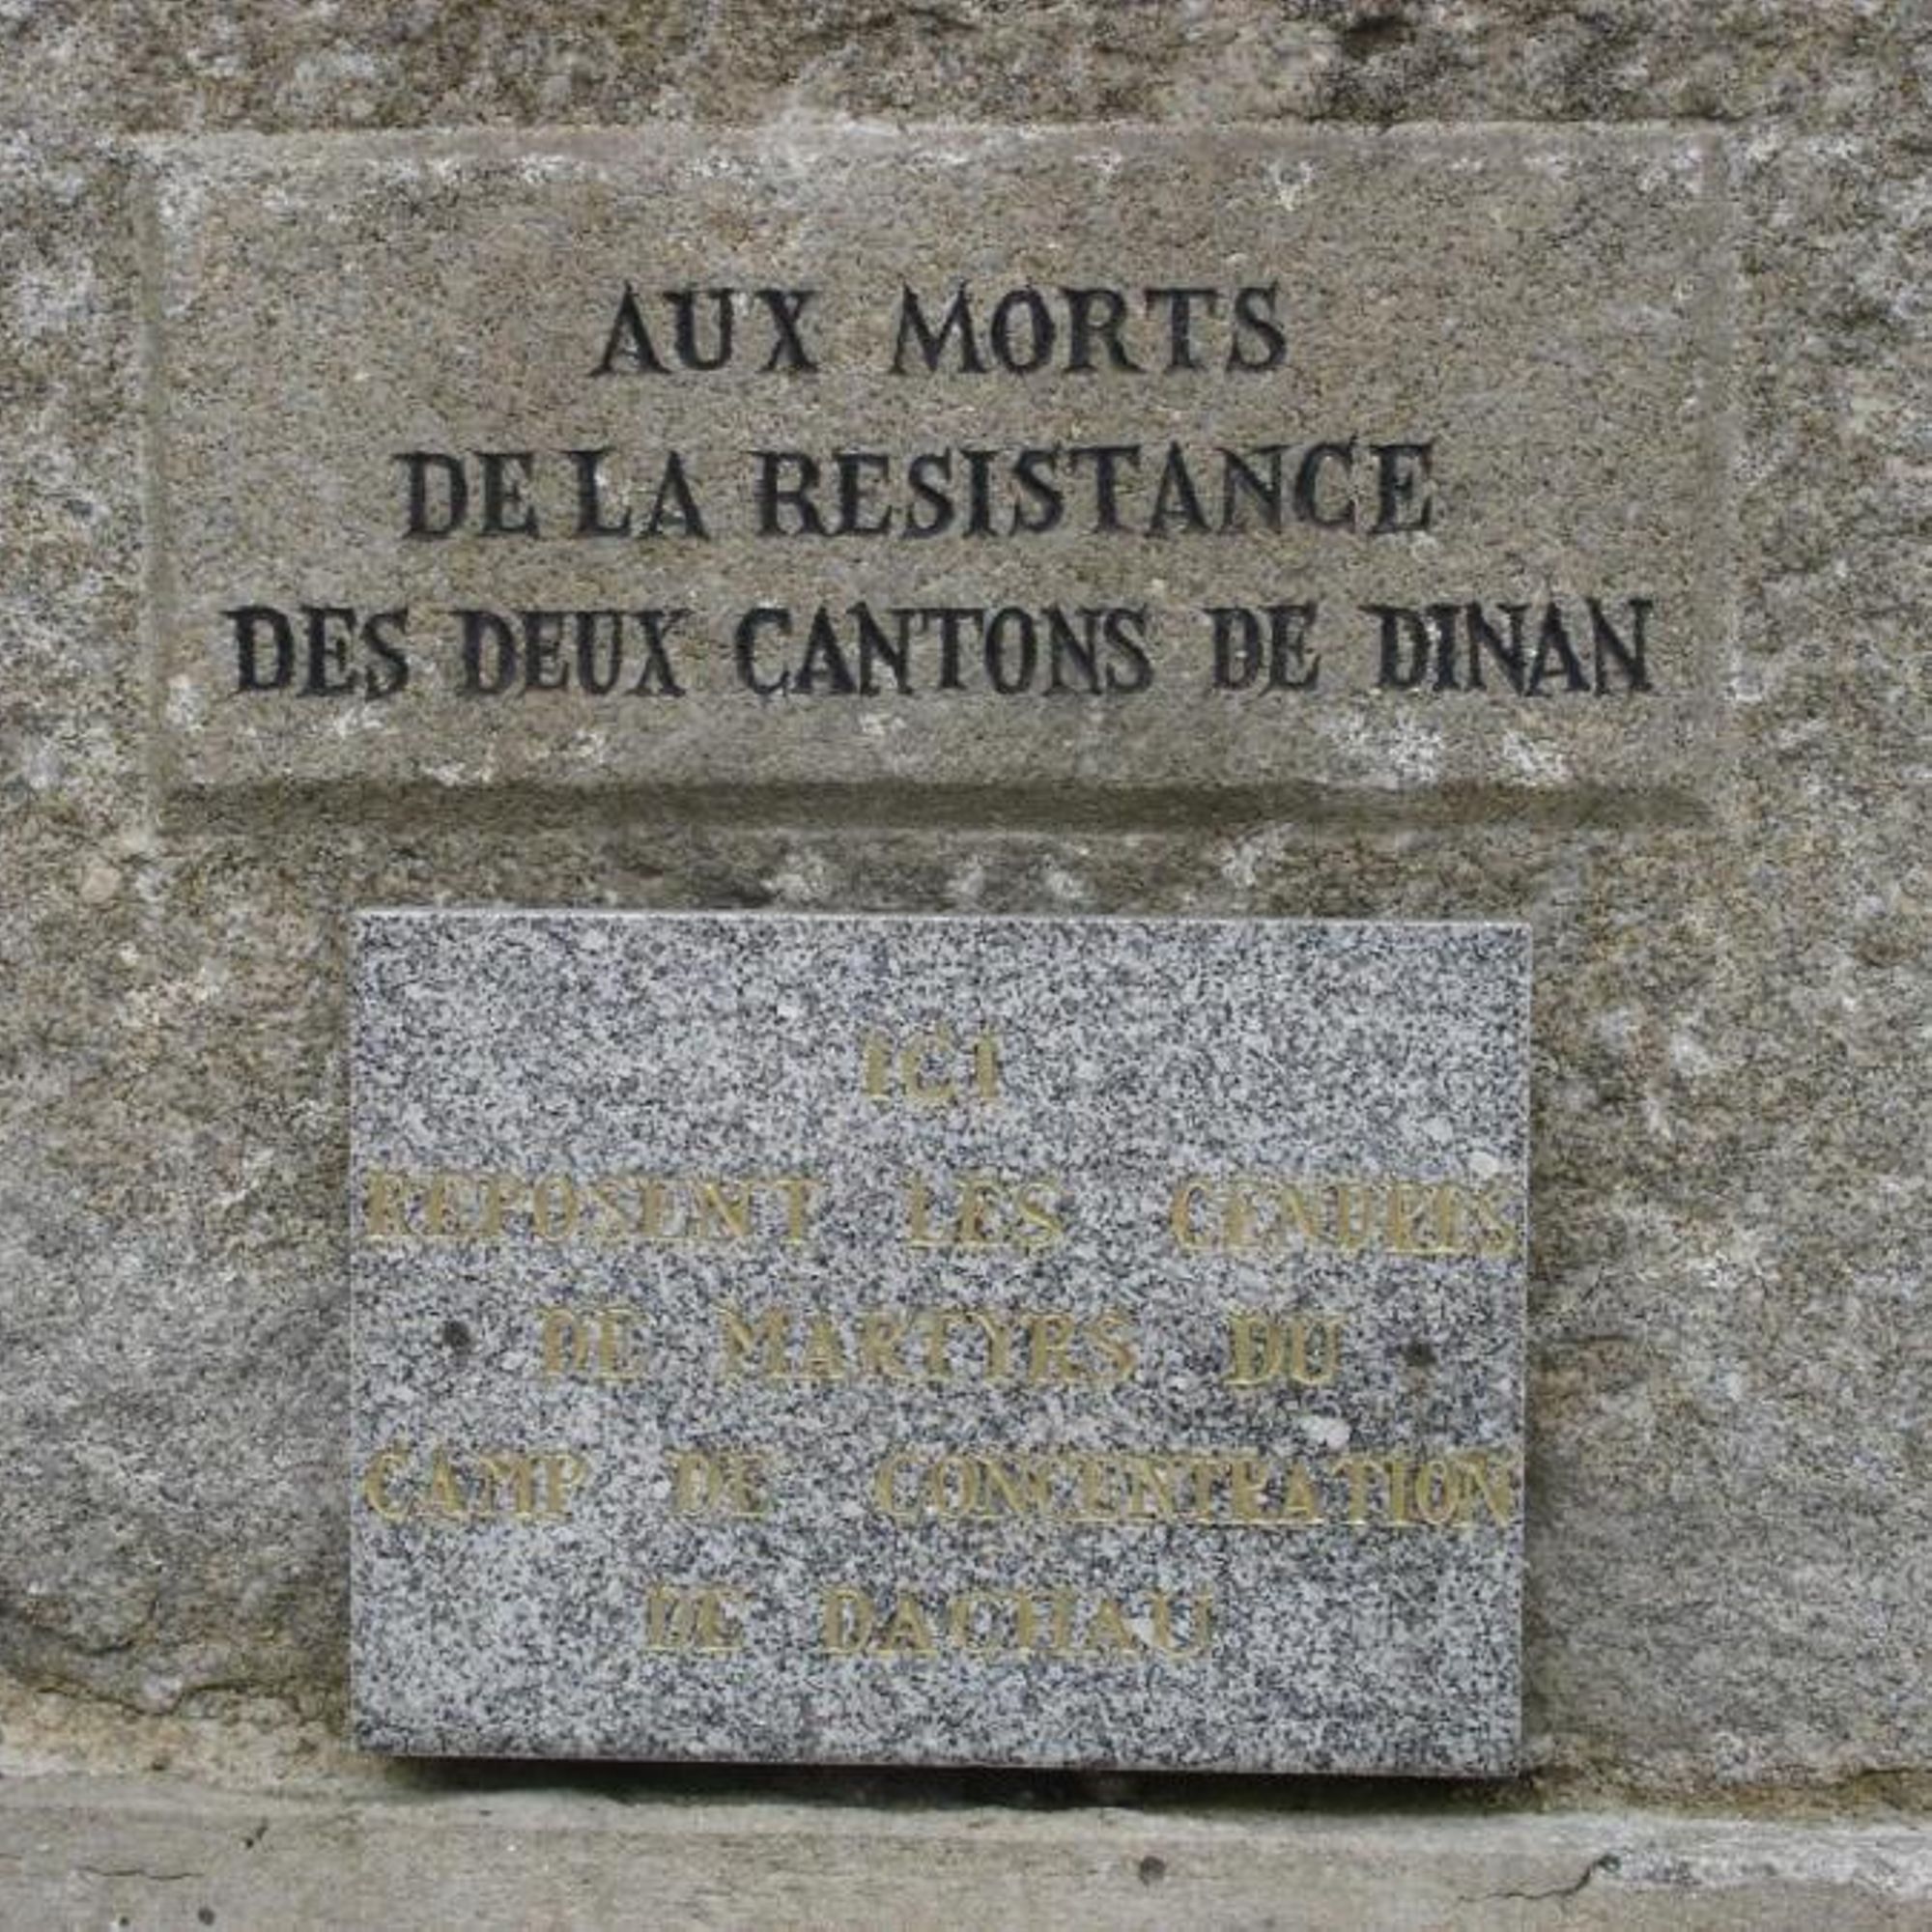 AUX MORTS
DE LA RESISTANCE
DES DEUX CANTONS DE DINAN
ICI
REPOSENT LES CENDRES
DE MARTYRS DU
CAMP DE CONCENTRATION
DE DACHAU